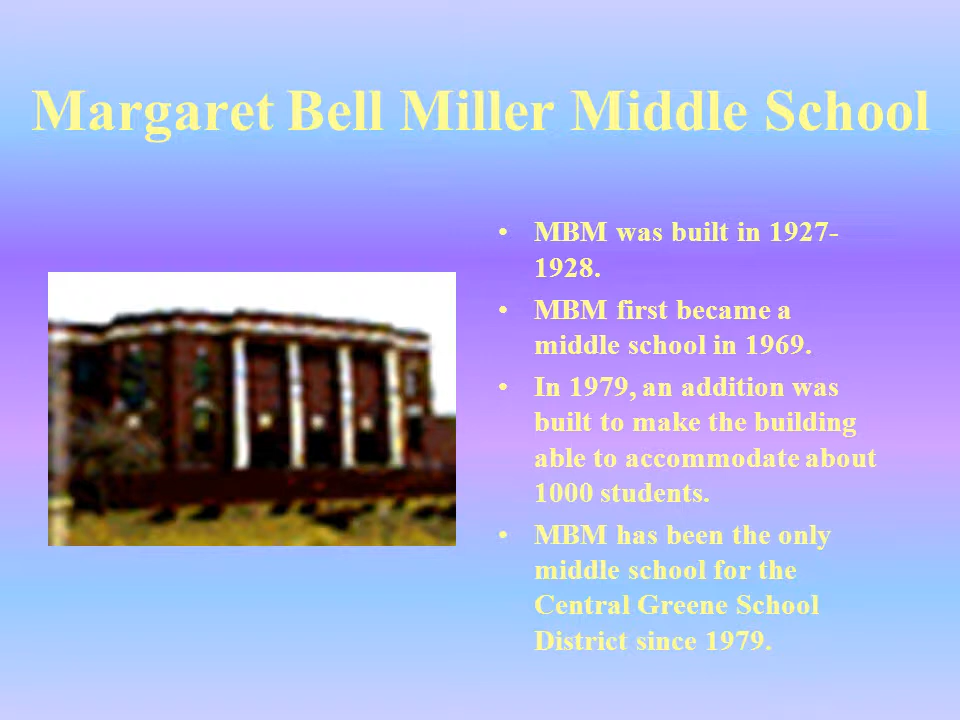 Margaret Bell Miller Middle School
• MBM was built in 1927-
1928.
• MBM first became a
middle school in 1969.
• In 1979, an addition was
built to make the building
able to accommodate about
1000 students.
• MBM has been the only
middle school for the
Central Greene School
District since 1979.